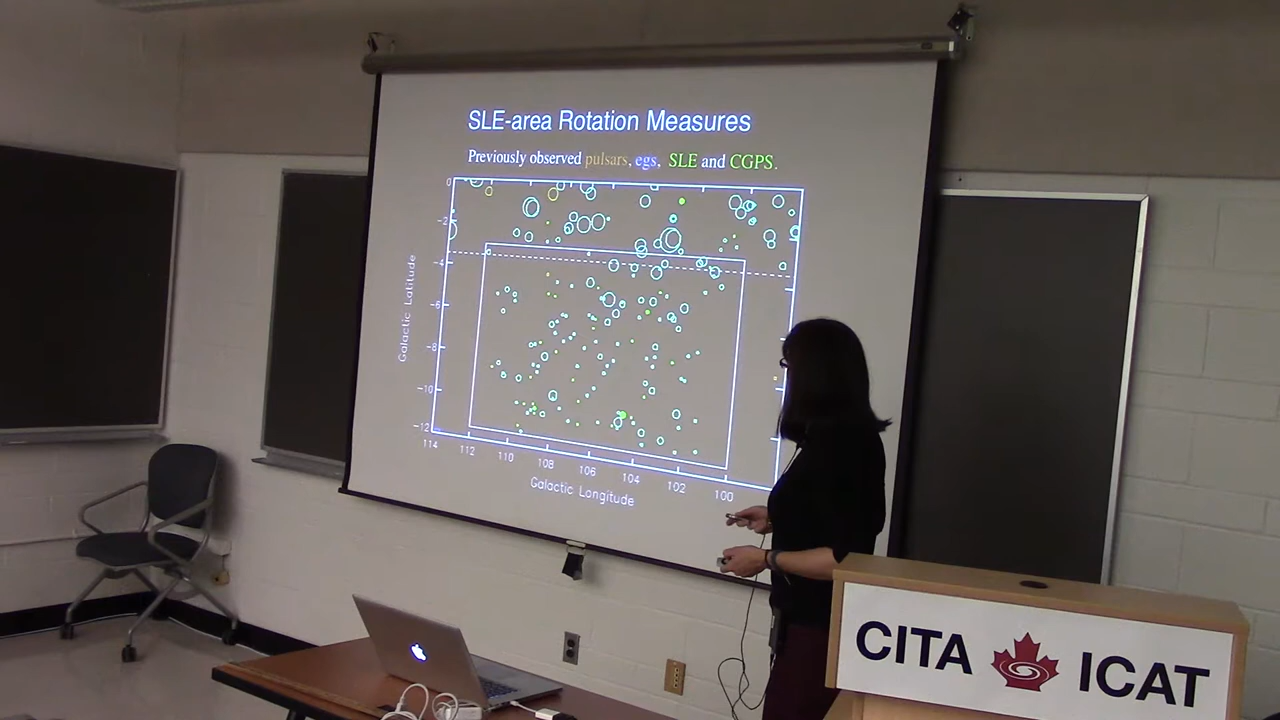 SLE-area Rotation Measures
Previously observed pulsars, egs, SLE and CGPS.
0
-2
-4
-6
-8
-10
-12
Galactic Latitude
114 112 110 108 106 104 102 100
Galactic Longitude
CITA ICAT